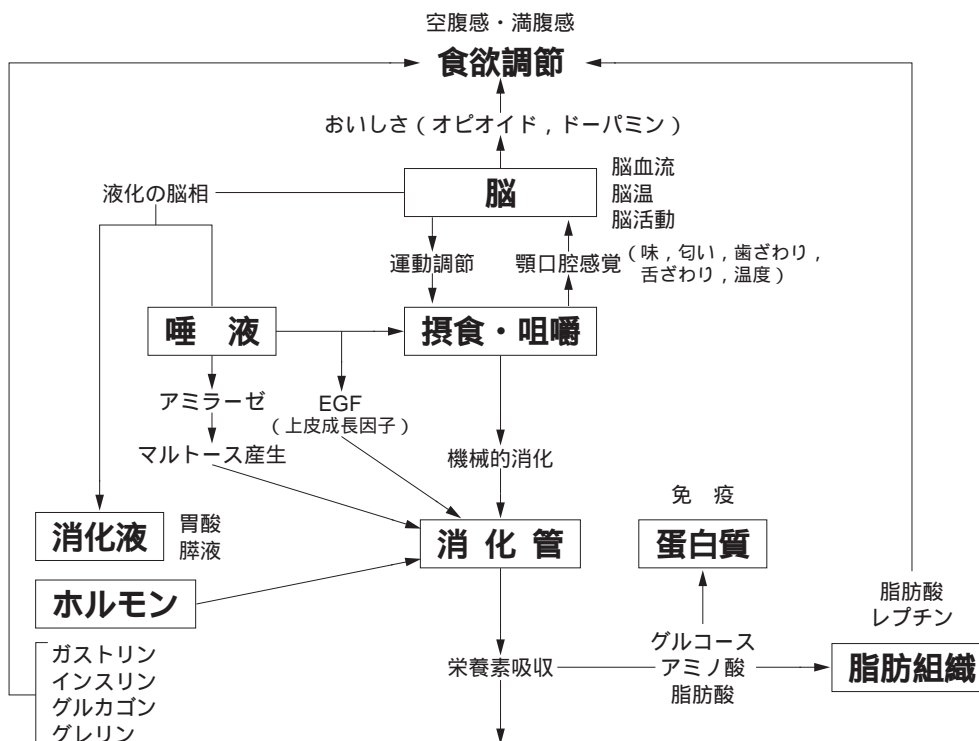 空腹感・満腹感
食欲調節
おいしさ（オピオイド，ドーパミン）
液化の脳相
脳
脳血流
脳温
脳活動
運動調節
顎口腔感覚
（味，匂い，歯ざわり，
舌ざわり，温度）
唾　液
摂食・咀嚼
アミラーゼ
EGF
（上皮成長因子）
マルトース産生
機械的消化
免　疫
消化液
胃酸
膵液
消 化 管
蛋白質
ホルモン
脂肪酸
レプチン
ガストリン
インスリン
グルカゴン
グレリン
栄養素吸収
グルコース
アミノ酸
脂肪酸
脂肪組織